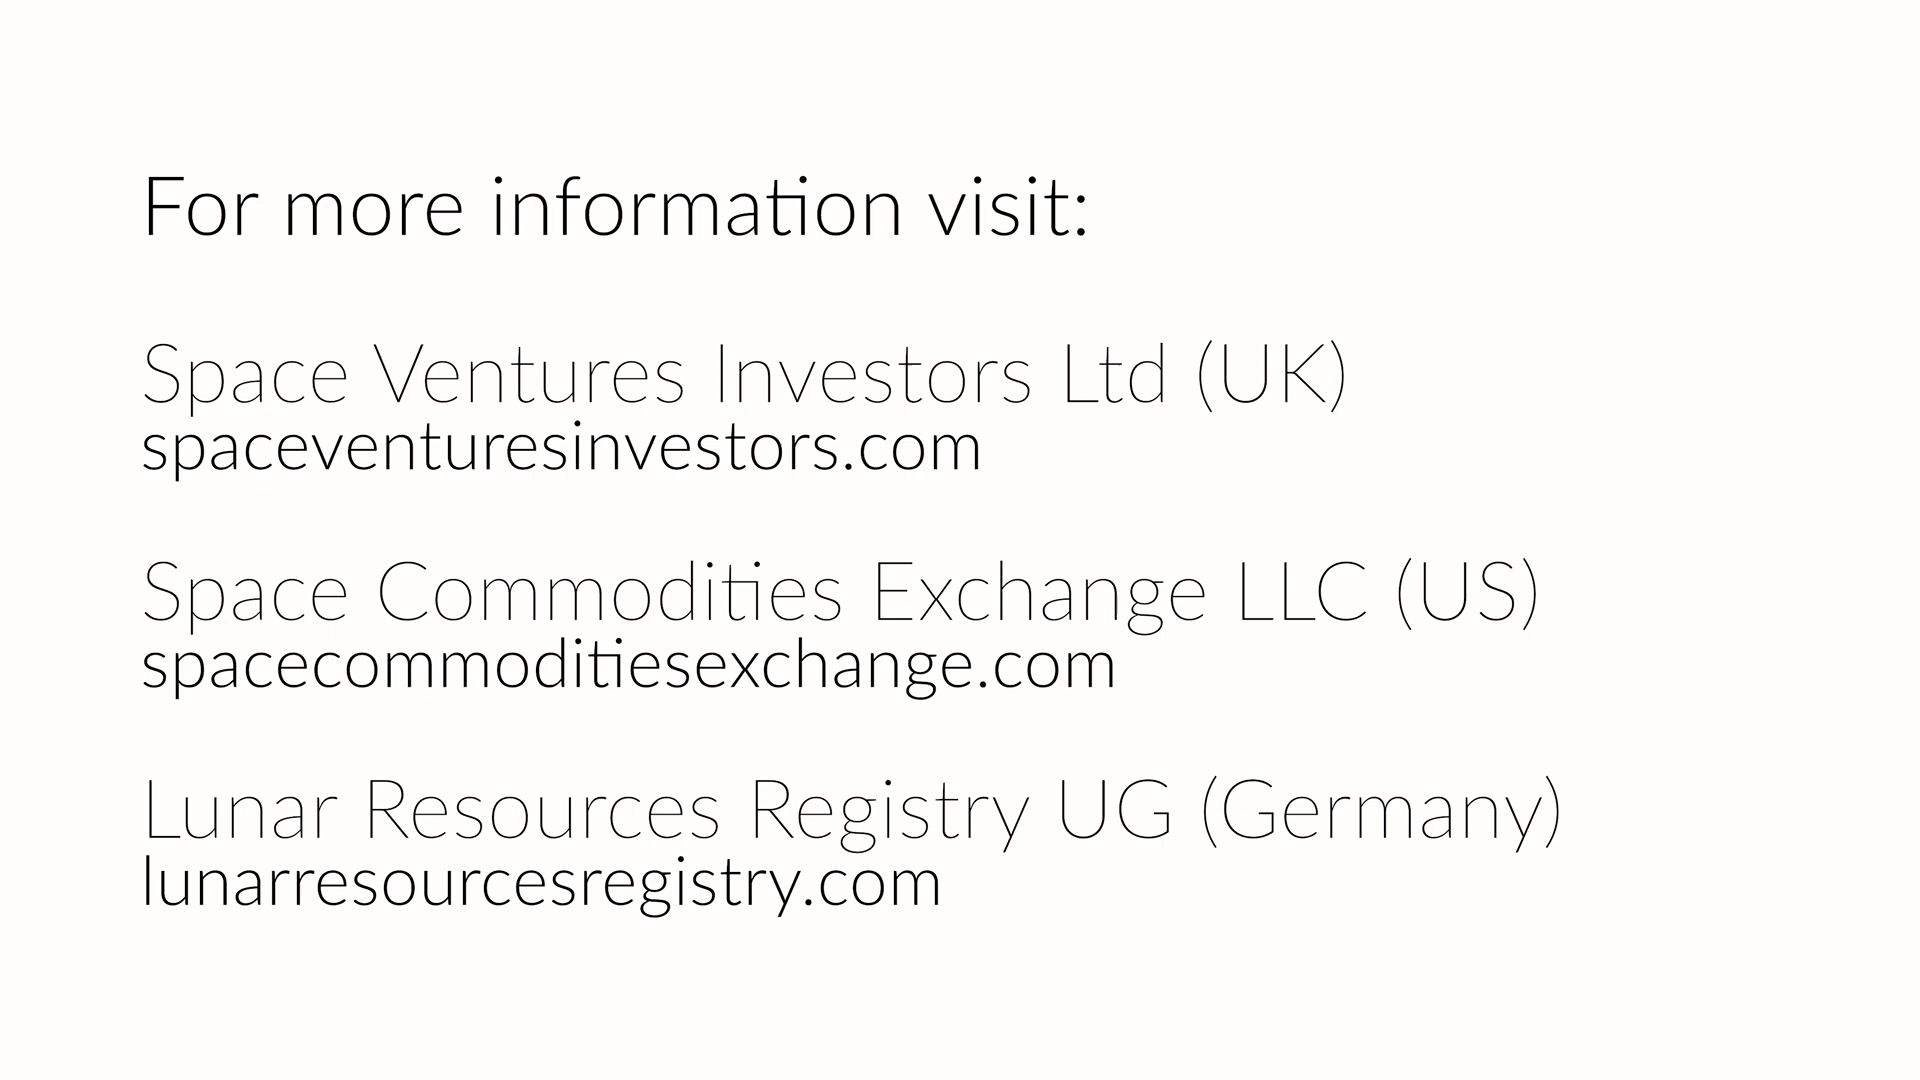 For more information visit:
Space Ventures Investors Ltd (UK)
spaceventuresinvestors.com
Space Commodities Exchange LLC (US)
spacecommoditiesexchange.com
Lunar Resources Registry UG (Germany)
lunarresourcesregistry.com